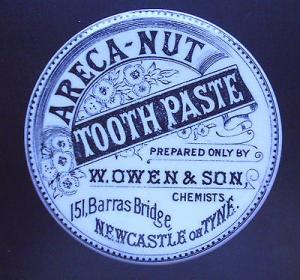 ARECA-NUT
TOOTH PASTE
PREPARED ONLY BY
W. OWEN & SON,
CHEMISTS
151, Barras Bridge
NEWCASTLE ON TYNE.